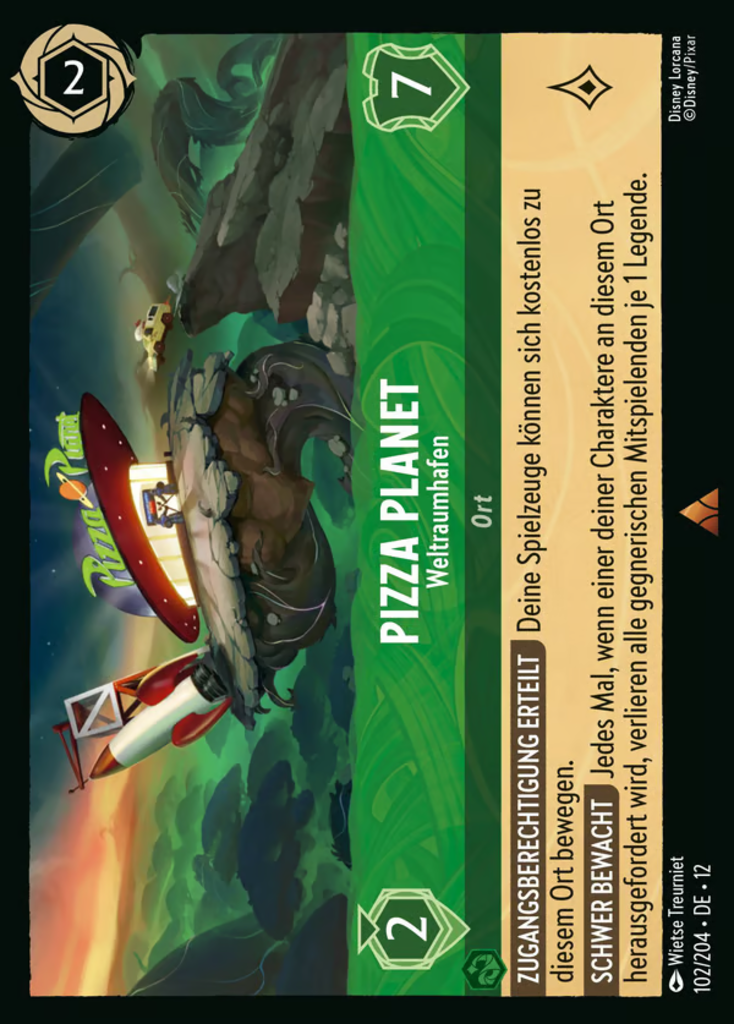 2
Pizza Planet
2
PIZZA PLANET
Weltraumhafen
7
Ort
ZUGANGSBERECHTIGUNG ERTEILT Deine Spielzeuge können sich kostenlos zu
diesem Ort bewegen.
SCHWER BEWACHT Jedes Mal, wenn einer deiner Charaktere an diesem Ort
herausgefordert wird, verlieren alle gegnerischen Mitspielenden je 1 Legende.
Wietse Treurniet
102/204 • DE • 12
Disney Lorcana
©Disney/Pixar